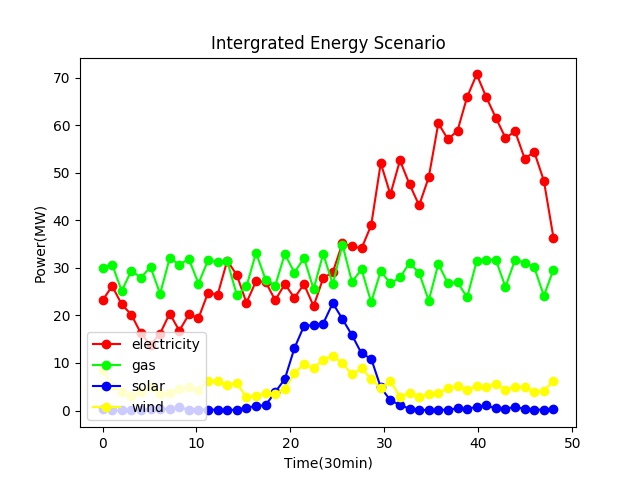 Intergrated Energy Scenario
Power(MW)
70
60
50
40
30
20
10
0
electricity
gas
solar
wind
0 10 20 30 40 50
Time(30min)